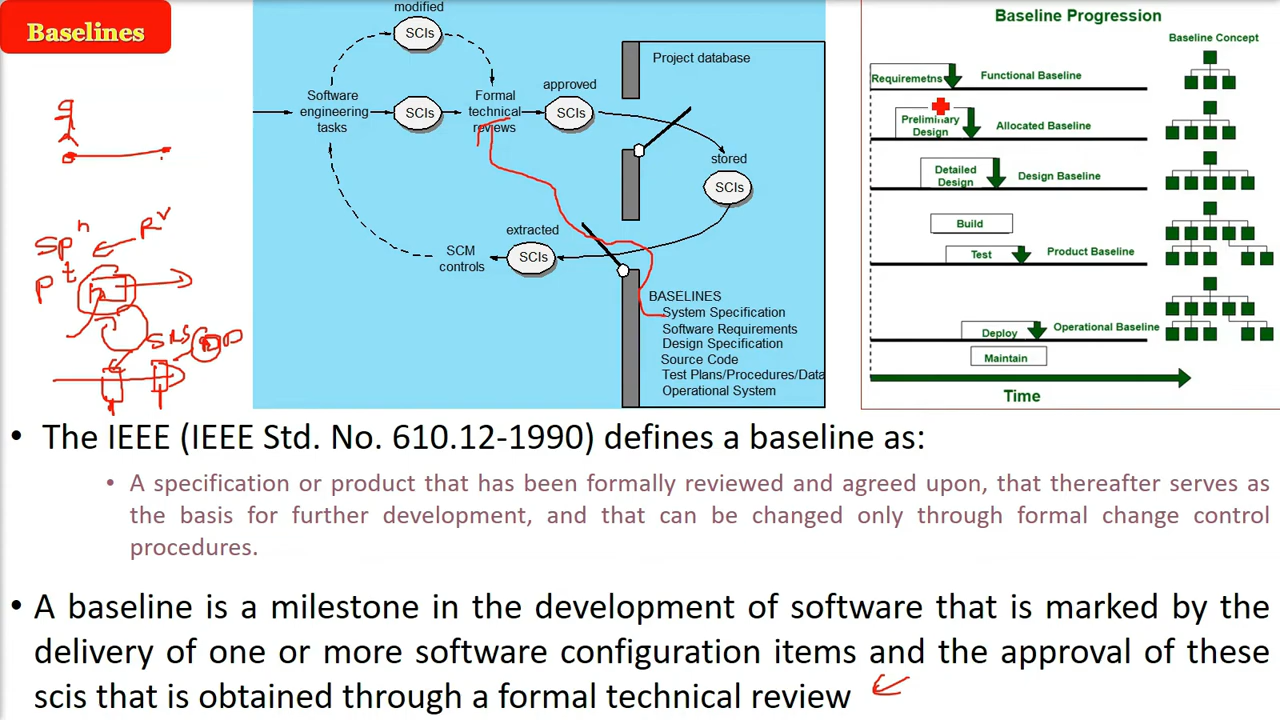 Baselines
modified
SCIs
Software
engineering
tasks
SCIs
Formal
technical
reviews
approved
SCIs
Project database
stored
SCIs
extracted
SCIs
SCM
controls
BASELINES
System Specification
Software Requirements
Design Specification
Source Code
Test Plans/Procedures/Data
Operational System
Baseline Progression
Baseline Concept
Requiremetns
Functional Baseline
Preliminary
Design
Allocated Baseline
Detailed
Design
Design Baseline
Build
Test
Product Baseline
Deploy
Operational Baseline
Maintain
Time
• The IEEE (IEEE Std. No. 610.12-1990) defines a baseline as:
• A specification or product that has been formally reviewed and agreed upon, that thereafter serves as
the basis for further development, and that can be changed only through formal change control
procedures.
• A baseline is a milestone in the development of software that is marked by the
delivery of one or more software configuration items and the approval of these
scis that is obtained through a formal technical review